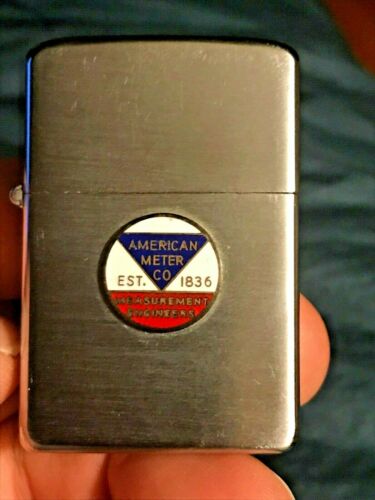 AMERICAN
METER
CO
EST. 1836
MEASUREMENT
ENGINEERS